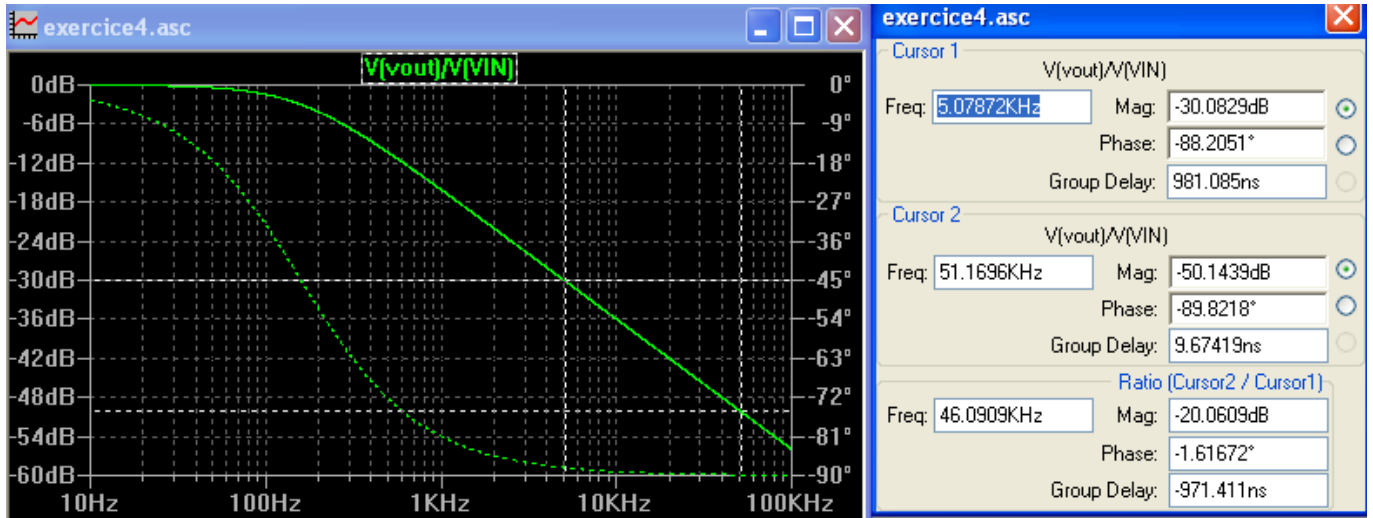 exercice4.asc
V(vout)/V(VIN)
0dB
-6dB
-12dB
-18dB
-24dB
-30dB
-36dB
-42dB
-48dB
-54dB
-60dB
0°
-9°
-18°
-27°
-36°
-45°
-54°
-63°
-72°
-81°
-90°
10Hz 100Hz 1KHz 10KHz 100KHz
exercice4.asc
Cursor 1
V(vout)/V(VIN)
Freq: 5.07872KHz Mag: -30.0829dB
Phase: -88.2051°
Group Delay: 981.085ns
Cursor 2
V(vout)/V(VIN)
Freq: 51.1696KHz Mag: -50.1439dB
Phase: -89.8218°
Group Delay: 9.67419ns
Ratio (Cursor2 / Cursor1)
Freq: 46.0909KHz Mag: -20.0609dB
Phase: -1.61672°
Group Delay: -971.411ns